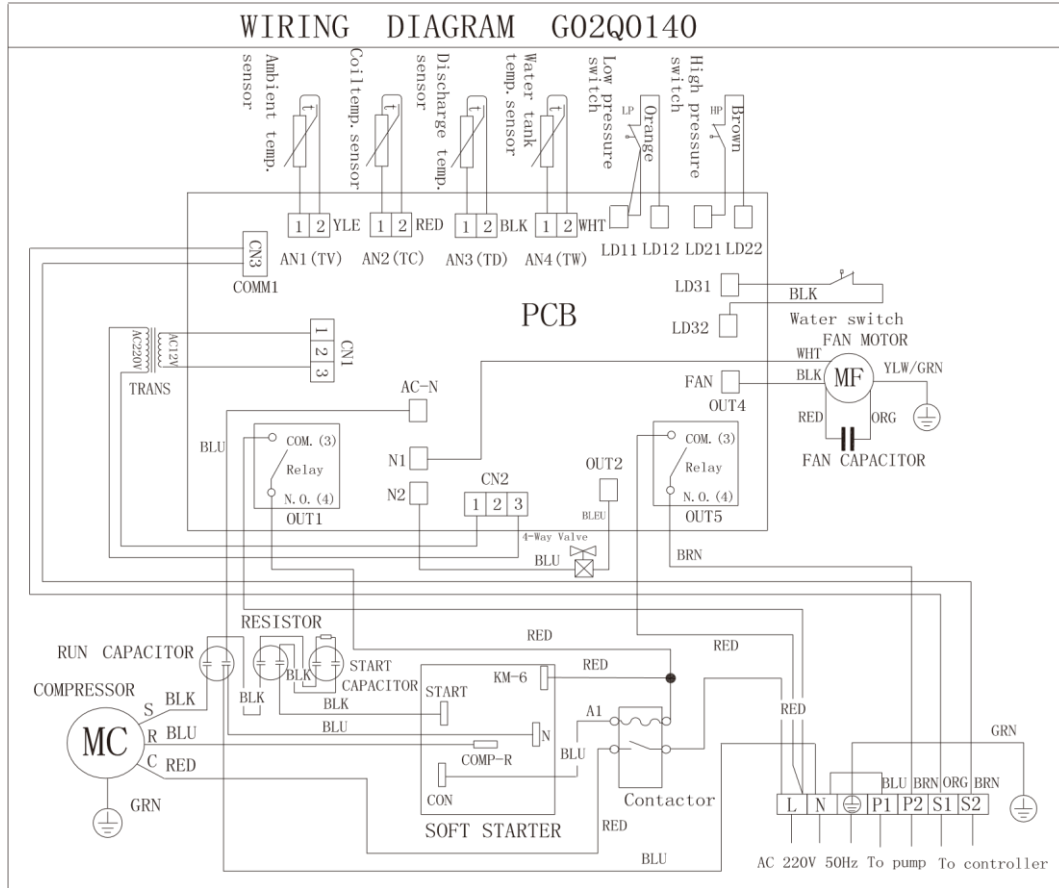 WIRING DIAGRAM G02Q0140
Ambient temp.
sensor
Coiltemp. sensor
Discharge temp.
sensor
Water tank
temp. sensor
Low pressure
switch
High pressure
switch
t
t
t
t
LP
Orange
HP
Brown
1 2 YLE
1 2 RED
1 2 BLK
1 2 WHT
AN1(TV)
AN2(TC)
AN3(TD)
AN4(TW)
LD11 LD12 LD21 LD22
CN3
COMM1
LD31
BLK
LD32
PCB
Water switch
FAN MOTOR
AC220V
AC12V
TRANS
1
2
3
CN1
WHT
BLK
MF
YLW/GRN
FAN
OUT4
RED
ORG
FAN CAPACITOR
AC-N
BLU
COM. (3)
Relay
N.O. (4)
OUT1
N1
N2
CN2
1 2 3
OUT2
BLEU
COM. (3)
Relay
N.O. (4)
OUT5
4-Way Valve
BLU
BRN
RESISTOR
RUN CAPACITOR
START
CAPACITOR
BLK
BLK
RED
RED
RED
RED
COMPRESSOR
MC
S BLK
R BLU
C RED
GRN
BLK
BLU
START
KM-6
N
COMP-R
CON
SOFT STARTER
A1
BLU
Contactor
RED
BLU
GRN
BLU BRN ORG BRN
L N P1 P2 S1 S2
AC 220V 50Hz To pump To controller